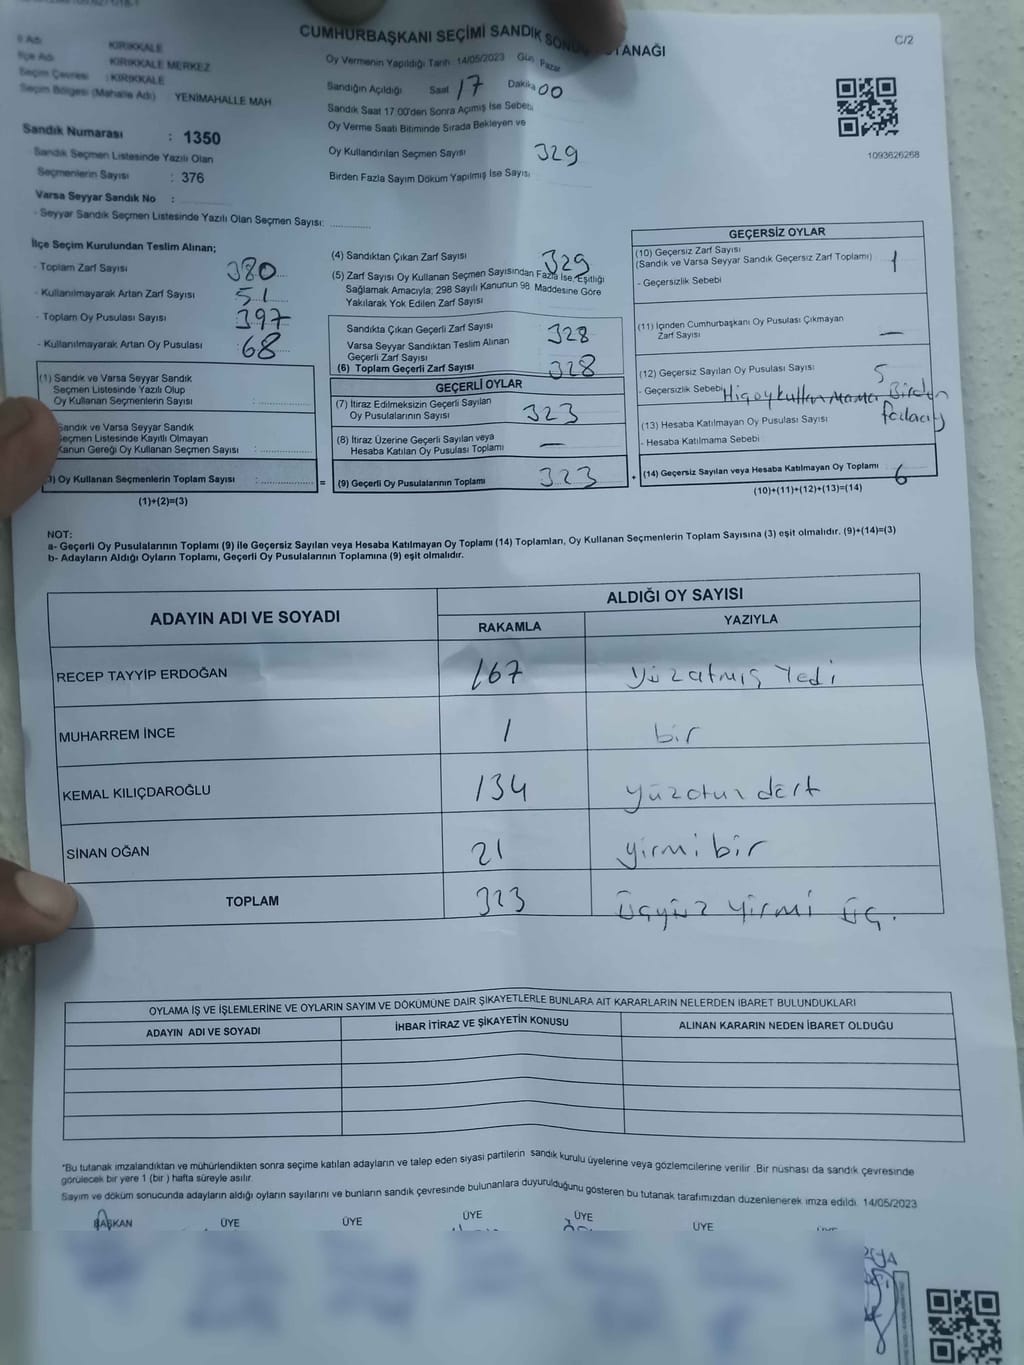 CUMHURBAŞKANI SEÇİMİ SANDIK SONUÇ TUTANAĞI
C/2
İl Adı : KIRIKKALE
İlçe Adı : KIRIKKALE MERKEZ
Seçim Çevresi : KIRIKKALE
Seçim Bölgesi (Mahalle Adı) YENİMAHALLE MAH.
Sandık Numarası : 1350
Sandık Seçmen Listesinde Yazılı Olan
Seçmenlerin Sayısı : 376
Varsa Seyyar Sandık No :
- Seyyar Sandık Seçmen Listesinde Yazılı Olan Seçmen Sayısı:
Oy Vermenin Yapıldığı Tarih: 14/05/2023 Gün Pazar
Sandığın Açıldığı Saat 17 Dakika 00
Sandık Saat 17:00'den Sonra Açılmış İse Sebebi
Oy Verme Saati Bitiminde Sırada Bekleyen ve
Oy Kullandırılan Seçmen Sayısı 329
Birden Fazla Sayım Döküm Yapılmış İse Sayısı
1093626268
İlçe Seçim Kurulundan Teslim Alınan;
- Toplam Zarf Sayısı 380
- Kullanılmayarak Artan Zarf Sayısı 51
- Toplam Oy Pusulası Sayısı 397
- Kullanılmayarak Artan Oy Pusulası 68
(1) Sandık ve Varsa Seyyar Sandık
Seçmen Listesinde Yazılı Olup
Oy Kullanan Seçmenlerin Sayısı :
Sandık ve Varsa Seyyar Sandık
Seçmen Listesinde Kayıtlı Olmayan
Kanun Gereği Oy Kullanan Seçmen Sayısı :
) Oy Kullanan Seçmenlerin Toplam Sayısı : =
(1)+(2)=(3)
(4) Sandıktan Çıkan Zarf Sayısı 329
(5) Zarf Sayısı Oy Kullanan Seçmen Sayısından Fazla İse, Eşitliği
Sağlamak Amacıyla; 298 Sayılı Kanunun 98. Maddesine Göre
Yakılarak Yok Edilen Zarf Sayısı
Sandıkta Çıkan Geçerli Zarf Sayısı 328
Varsa Seyyar Sandıktan Teslim Alınan
Geçerli Zarf Sayısı
(6) Toplam Geçerli Zarf Sayısı 328
GEÇERLİ OYLAR
(7) İtiraz Edilmeksizin Geçerli Sayılan
Oy Pusulalarının Sayısı 323
(8) İtiraz Üzerine Geçerli Sayılan veya
Hesaba Katılan Oy Pusulası Toplamı —
(9) Geçerli Oy Pusulalarının Toplamı 323 +
GEÇERSİZ OYLAR
(10) Geçersiz Zarf Sayısı
(Sandık ve Varsa Seyyar Sandık Geçersiz Zarf Toplamı) 1
- Geçersizlik Sebebi
(11) İçinden Cumhurbaşkanı Oy Pusulası Çıkmayan
Zarf Sayısı —
(12) Geçersiz Sayılan Oy Pusulası Sayısı 5
- Geçersizlik Sebebi Hiçoykullanmama Birden
fazlaoy
(13) Hesaba Katılmayan Oy Pusulası Sayısı
- Hesaba Katılmama Sebebi
(14) Geçersiz Sayılan veya Hesaba Katılmayan Oy Toplamı 6
(10)+(11)+(12)+(13)=(14)
NOT:
a- Geçerli Oy Pusulalarının Toplamı (9) ile Geçersiz Sayılan veya Hesaba Katılmayan Oy Toplamı (14) Toplamları, Oy Kullanan Seçmenlerin Toplam Sayısına (3) eşit olmalıdır. (9)+(14)=(3)
b- Adayların Aldığı Oyların Toplamı, Geçerli Oy Pusulalarının Toplamına (9) eşit olmalıdır.
ADAYIN ADI VE SOYADI
ALDIĞI OY SAYISI
RAKAMLA YAZIYLA
RECEP TAYYİP ERDOĞAN 167 yüzatmış Yedi
MUHARREM İNCE 1 bir
KEMAL KILIÇDAROĞLU 134 yüzotuz dört
SİNAN OĞAN 21 yirmi bir
TOPLAM 323 üçyüz yirmi üç.
OYLAMA İŞ VE İŞLEMLERİNE VE OYLARIN SAYIM VE DÖKÜMÜNE DAİR ŞİKAYETLERLE BUNLARA AİT KARARLARIN NELERDEN İBARET BULUNDUKLARI
ADAYIN ADI VE SOYADI İHBAR İTİRAZ VE ŞİKAYETİN KONUSU ALINAN KARARIN NEDEN İBARET OLDUĞU
*Bu tutanak imzalandıktan ve mühürlendikten sonra seçime katılan adayların ve talep eden siyasi partilerin sandık kurulu üyelerine veya gözlemcilerine verilir. Bir nüshası da sandık çevresinde
görülecek bir yere 1 (bir) hafta süreyle asılır.
Sayım ve döküm sonucunda adayların aldığı oyların sayılarını ve bunların sandık çevresinde bulunanlara duyurulduğunu gösteren bu tutanak tarafımızdan düzenlenerek imza edildi. 14/05/2023
BAŞKAN ÜYE ÜYE ÜYE ÜYE ÜYE